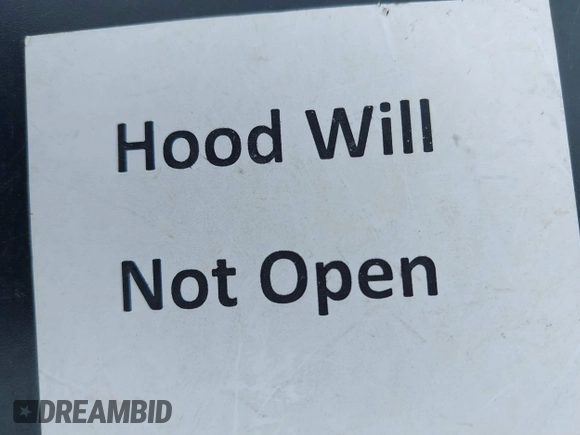 Hood Will
Not Open
DREAMBID